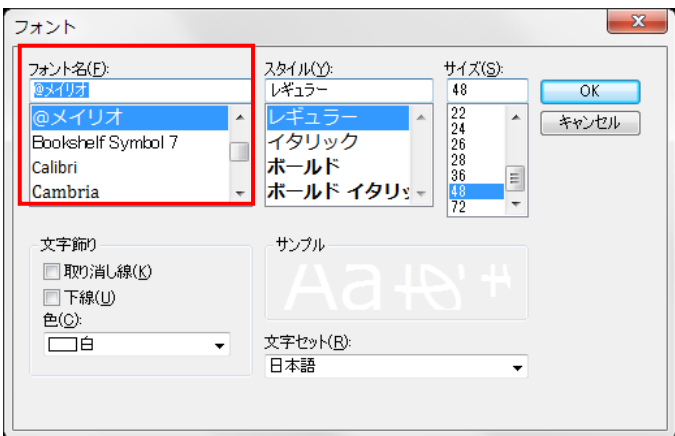 フォント
フォント名(F):
@メイリオ
@メイリオ
Bookshelf Symbol 7
Calibri
Cambria
スタイル(Y):
レギュラー
レギュラー
イタリック
ボールド
ボールド イタリッ
サイズ(S):
48
22
24
26
28
36
48
72
OK
キャンセル
文字飾り
取り消し線(K)
下線(U)
色(C):
白
サンプル
Aaあぁ
文字セット(R):
日本語